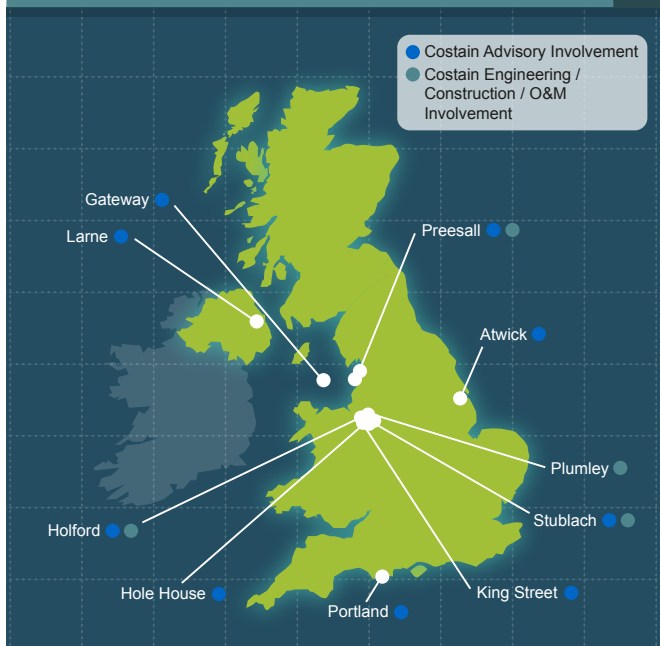 Costain Advisory Involvement
Costain Engineering /
Construction / O&M
Involvement
Gateway
Larne
Preesall
Atwick
Plumley
Stublach
Holford
Hole House
King Street
Portland